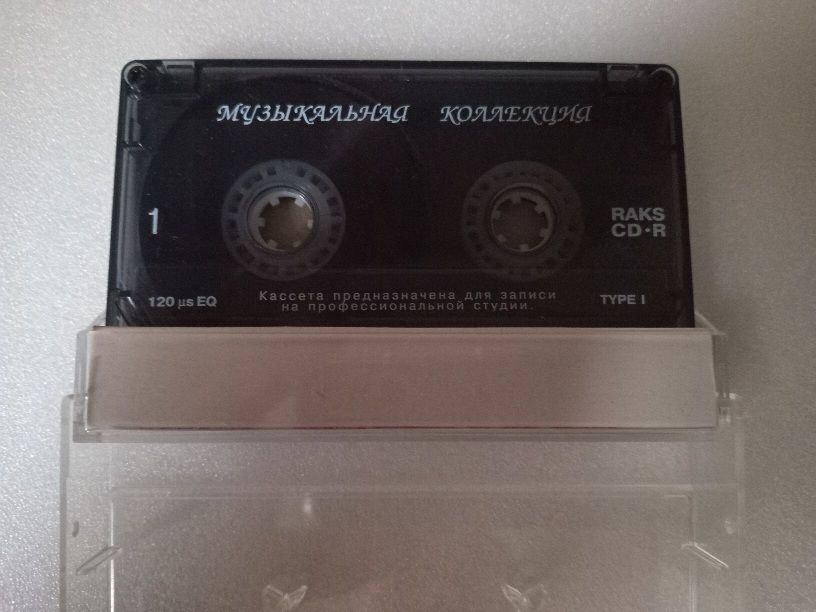 МУЗЫКАЛЬНАЯ КОЛЛЕКЦИЯ
1
RAKS
CD·R
120 µs EQ
Кассета предназначена для записи
на профессиональной студии.
TYPE I